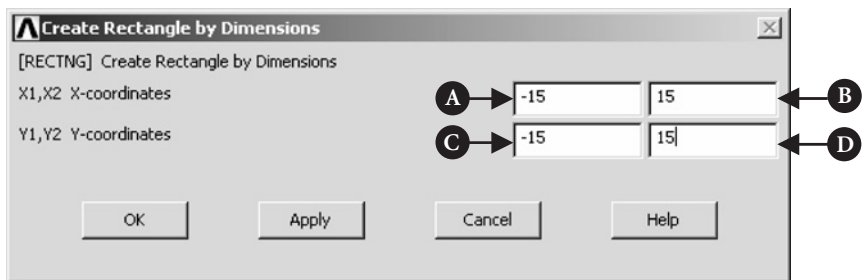 Create Rectangle by Dimensions
[RECTNG] Create Rectangle by Dimensions
X1,X2 X-coordinates A -15 15 B
Y1,Y2 Y-coordinates C -15 15 D
OK Apply Cancel Help